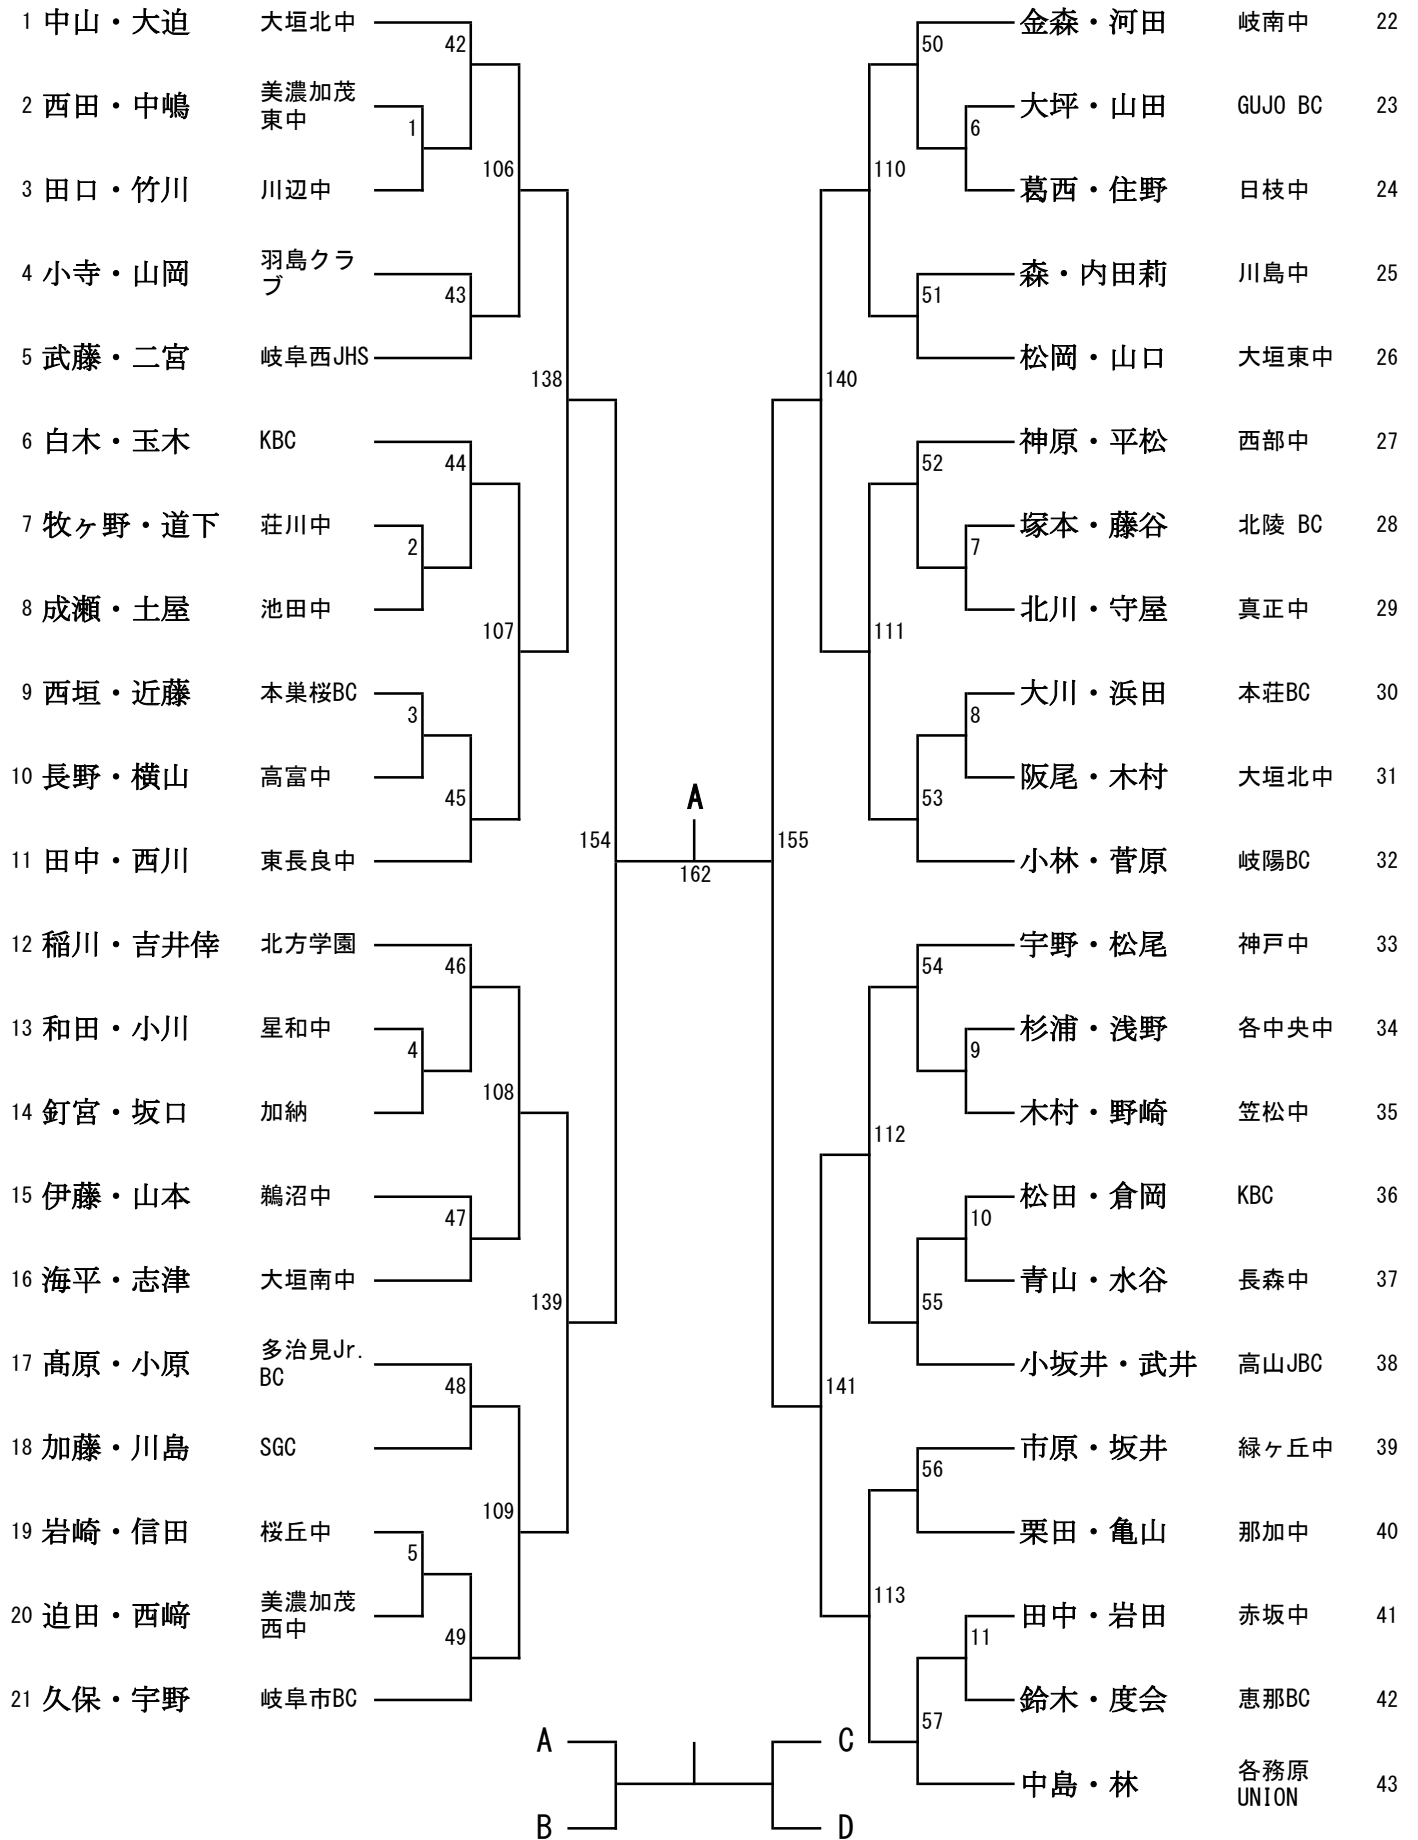 1 中山・大迫 大垣北中
42
2 西田・中嶋 美濃加茂
東中
1
106
3 田口・竹川 川辺中
4 小寺・山岡 羽島クラ
ブ
43
5 武藤・二宮 岐阜西JHS
138
6 白木・玉木 KBC
44
7 牧ヶ野・道下 荘川中
2
8 成瀬・土屋 池田中
107
9 西垣・近藤 本巣桜BC
3
10 長野・横山 高富中
45
154
11 田中・西川 東長良中
12 稲川・吉井倖 北方学園
46
13 和田・小川 星和中
4
108
14 釘宮・坂口 加納
15 伊藤・山本 鵜沼中
47
16 海平・志津 大垣南中
139
17 髙原・小原 多治見Jr.
BC
48
18 加藤・川島 SGC
109
19 岩崎・信田 桜丘中
5
20 迫田・西﨑 美濃加茂
西中
49
21 久保・宇野 岐阜市BC
A
162
A
B
C
D
金森・河田 岐南中 22
50
大坪・山田 GUJO BC 23
6
110
葛西・住野 日枝中 24
森・内田莉 川島中 25
51
松岡・山口 大垣東中 26
140
神原・平松 西部中 27
52
塚本・藤谷 北陵 BC 28
7
北川・守屋 真正中 29
111
大川・浜田 本荘BC 30
8
阪尾・木村 大垣北中 31
53
155
小林・菅原 岐陽BC 32
宇野・松尾 神戸中 33
54
杉浦・浅野 各中央中 34
9
木村・野崎 笠松中 35
112
松田・倉岡 KBC 36
10
青山・水谷 長森中 37
55
小坂井・武井 高山JBC 38
141
市原・坂井 緑ヶ丘中 39
56
栗田・亀山 那加中 40
113
田中・岩田 赤坂中 41
11
鈴木・度会 恵那BC 42
57
中島・林 各務原
UNION 43